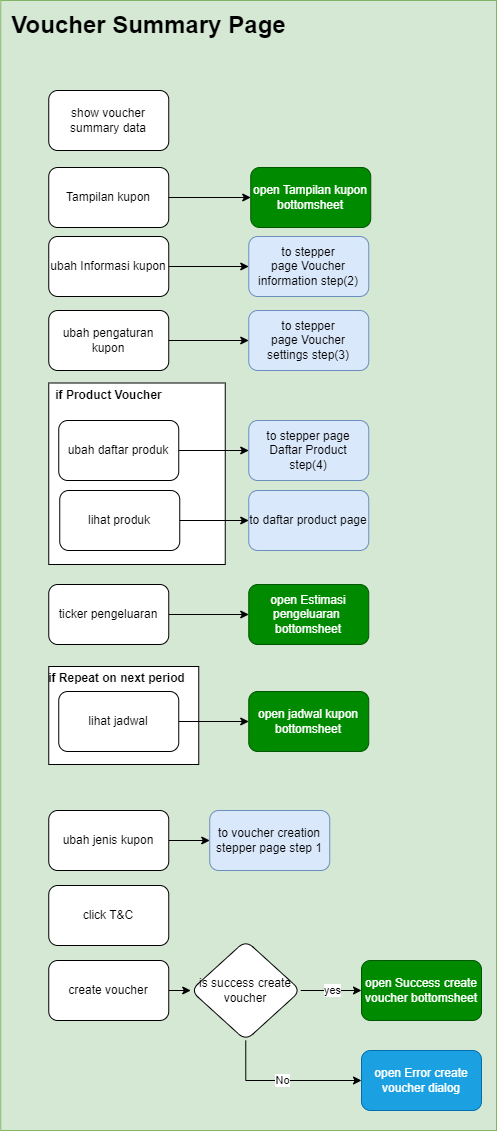 Voucher Summary Page
show voucher
summary data
Tampilan kupon
open Tampilan kupon
bottomsheet
ubah Informasi kupon
to stepper
page Voucher
information step(2)
ubah pengaturan
kupon
to stepper
page Voucher
settings step(3)
if Product Voucher
ubah daftar produk
to stepper page
Daftar Product
step(4)
lihat produk
to daftar product page
ticker pengeluaran
open Estimasi
pengeluaran
bottomsheet
if Repeat on next period
lihat jadwal
open jadwal kupon
bottomsheet
ubah jenis kupon
to voucher creation
stepper page step 1
click T&C
create voucher
is success create
voucher
yes
open Success create
voucher bottomsheet
No
open Error create
voucher dialog